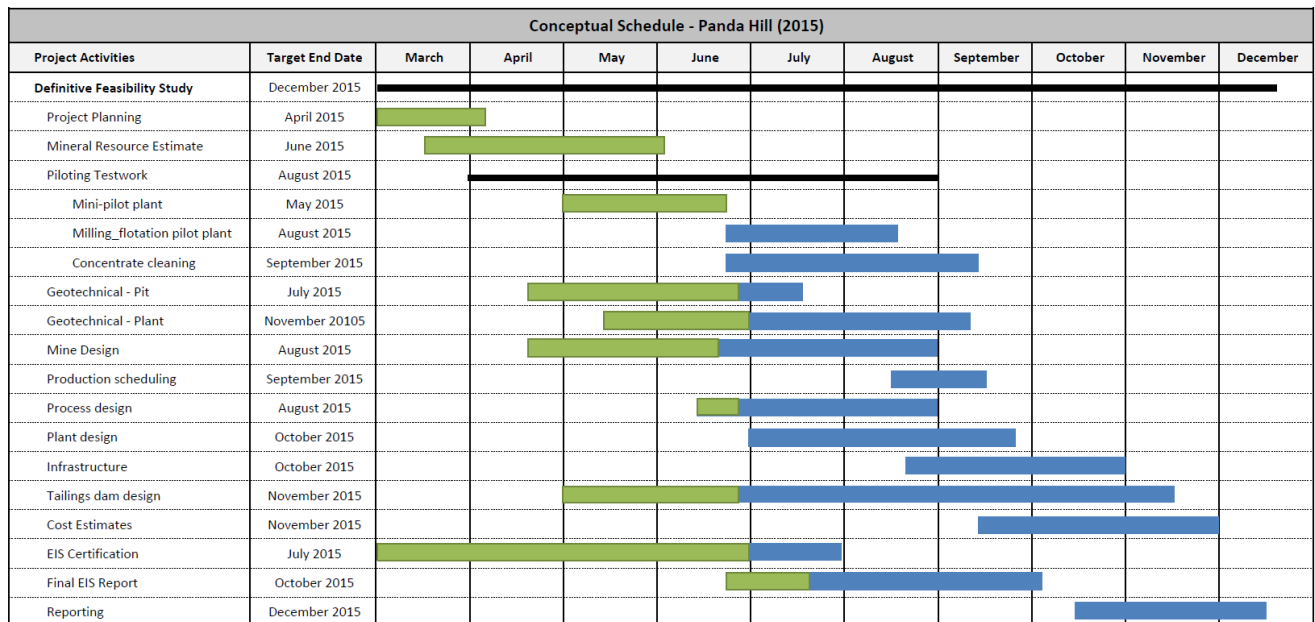 Conceptual Schedule - Panda Hill (2015)
Project Activities Target End Date March April May June July August September October November December
Definitive Feasibility Study December 2015
Project Planning April 2015
Mineral Resource Estimate June 2015
Piloting Testwork August 2015
Mini-pilot plant May 2015
Milling_flotation pilot plant August 2015
Concentrate cleaning September 2015
Geotechnical - Pit July 2015
Geotechnical - Plant November 20105
Mine Design August 2015
Production scheduling September 2015
Process design August 2015
Plant design October 2015
Infrastructure October 2015
Tailings dam design November 2015
Cost Estimates November 2015
EIS Certification July 2015
Final EIS Report October 2015
Reporting December 2015